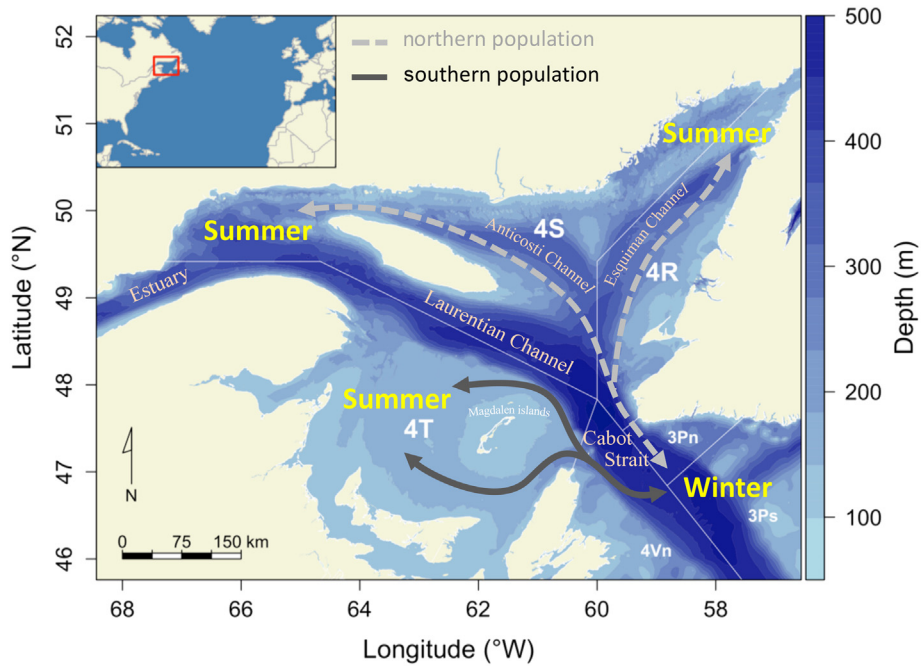 northern population
southern population
Summer
Summer
Summer
Winter
Estuary
Anticosti Channel
Esquiman Channel
Laurentian Channel
Magdalen islands
Cabot
Strait
4S
4R
4T
3Pn
3Ps
4Vn
N
0 75 150 km
52
51
50
49
48
47
46
Latitude (°N)
68 66 64 62 60 58
Longitude (°W)
500
400
300
200
100
Depth (m)